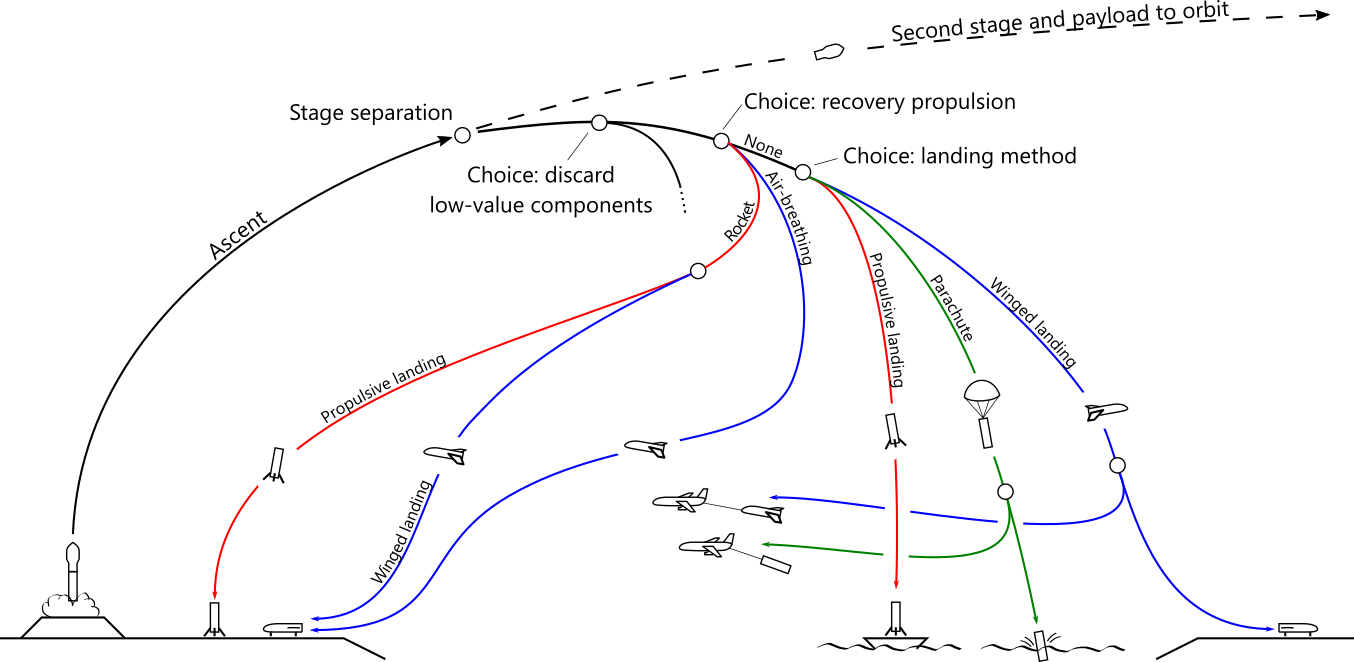 Second stage and payload to orbit
Stage separation
Choice: recovery propulsion
None
Choice: landing method
Choice: discard
low-value components
Ascent
Rocket
Air-breathing
Propulsive landing
Parachute
Winged landing
Propulsive landing
Winged landing